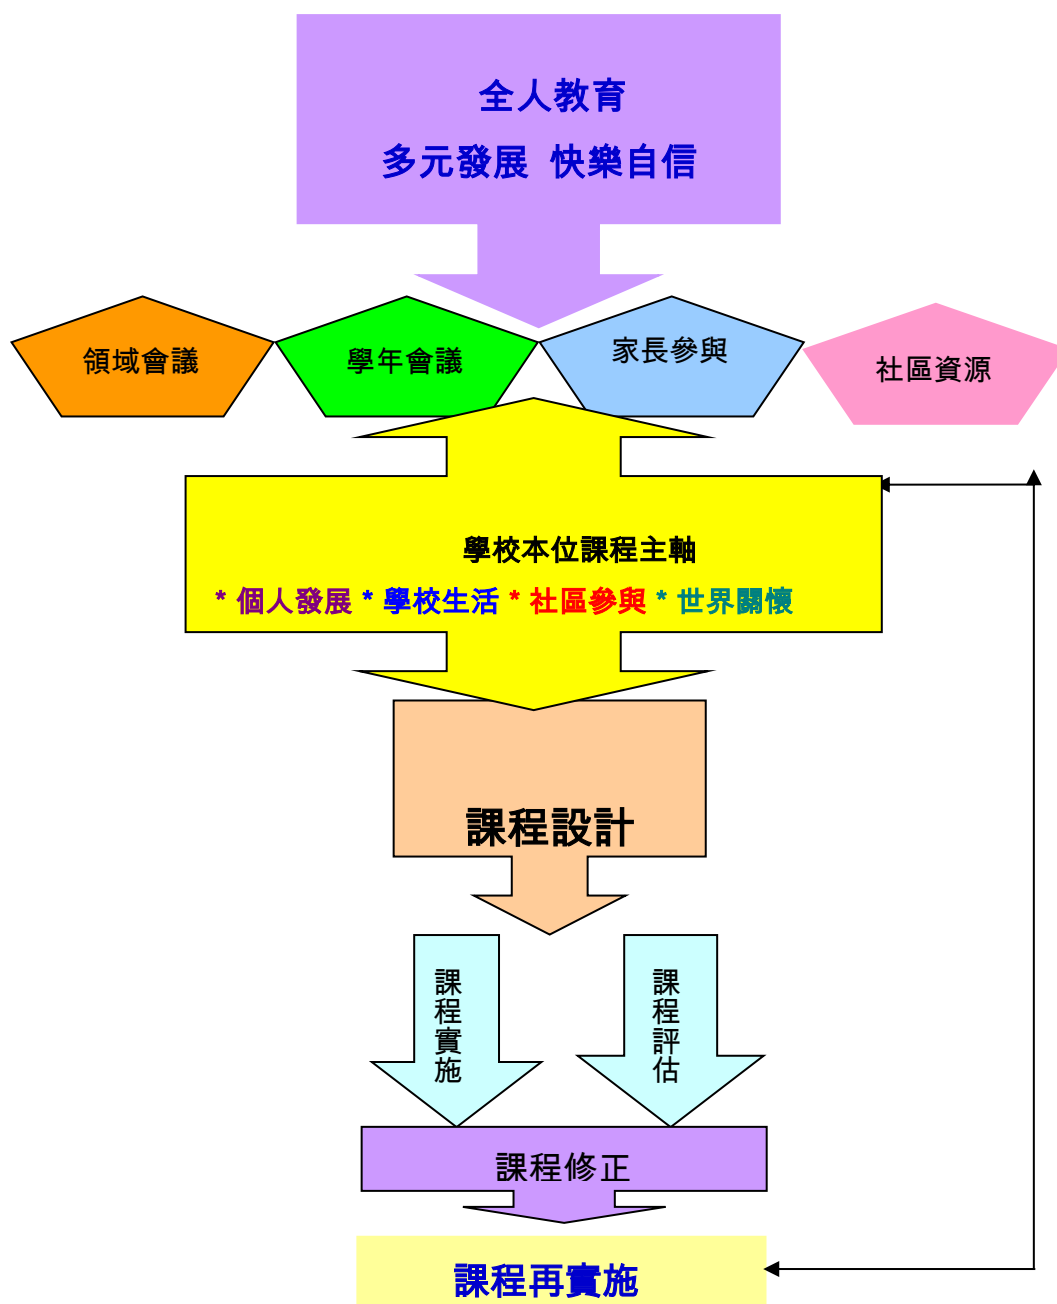 全人教育
多元發展 快樂自信
領域會議
學年會議
家長參與
社區資源
學校本位課程主軸
* 個人發展 * 學校生活 * 社區參與 * 世界關懷
課程設計
課程實施
課程評估
課程修正
課程再實施